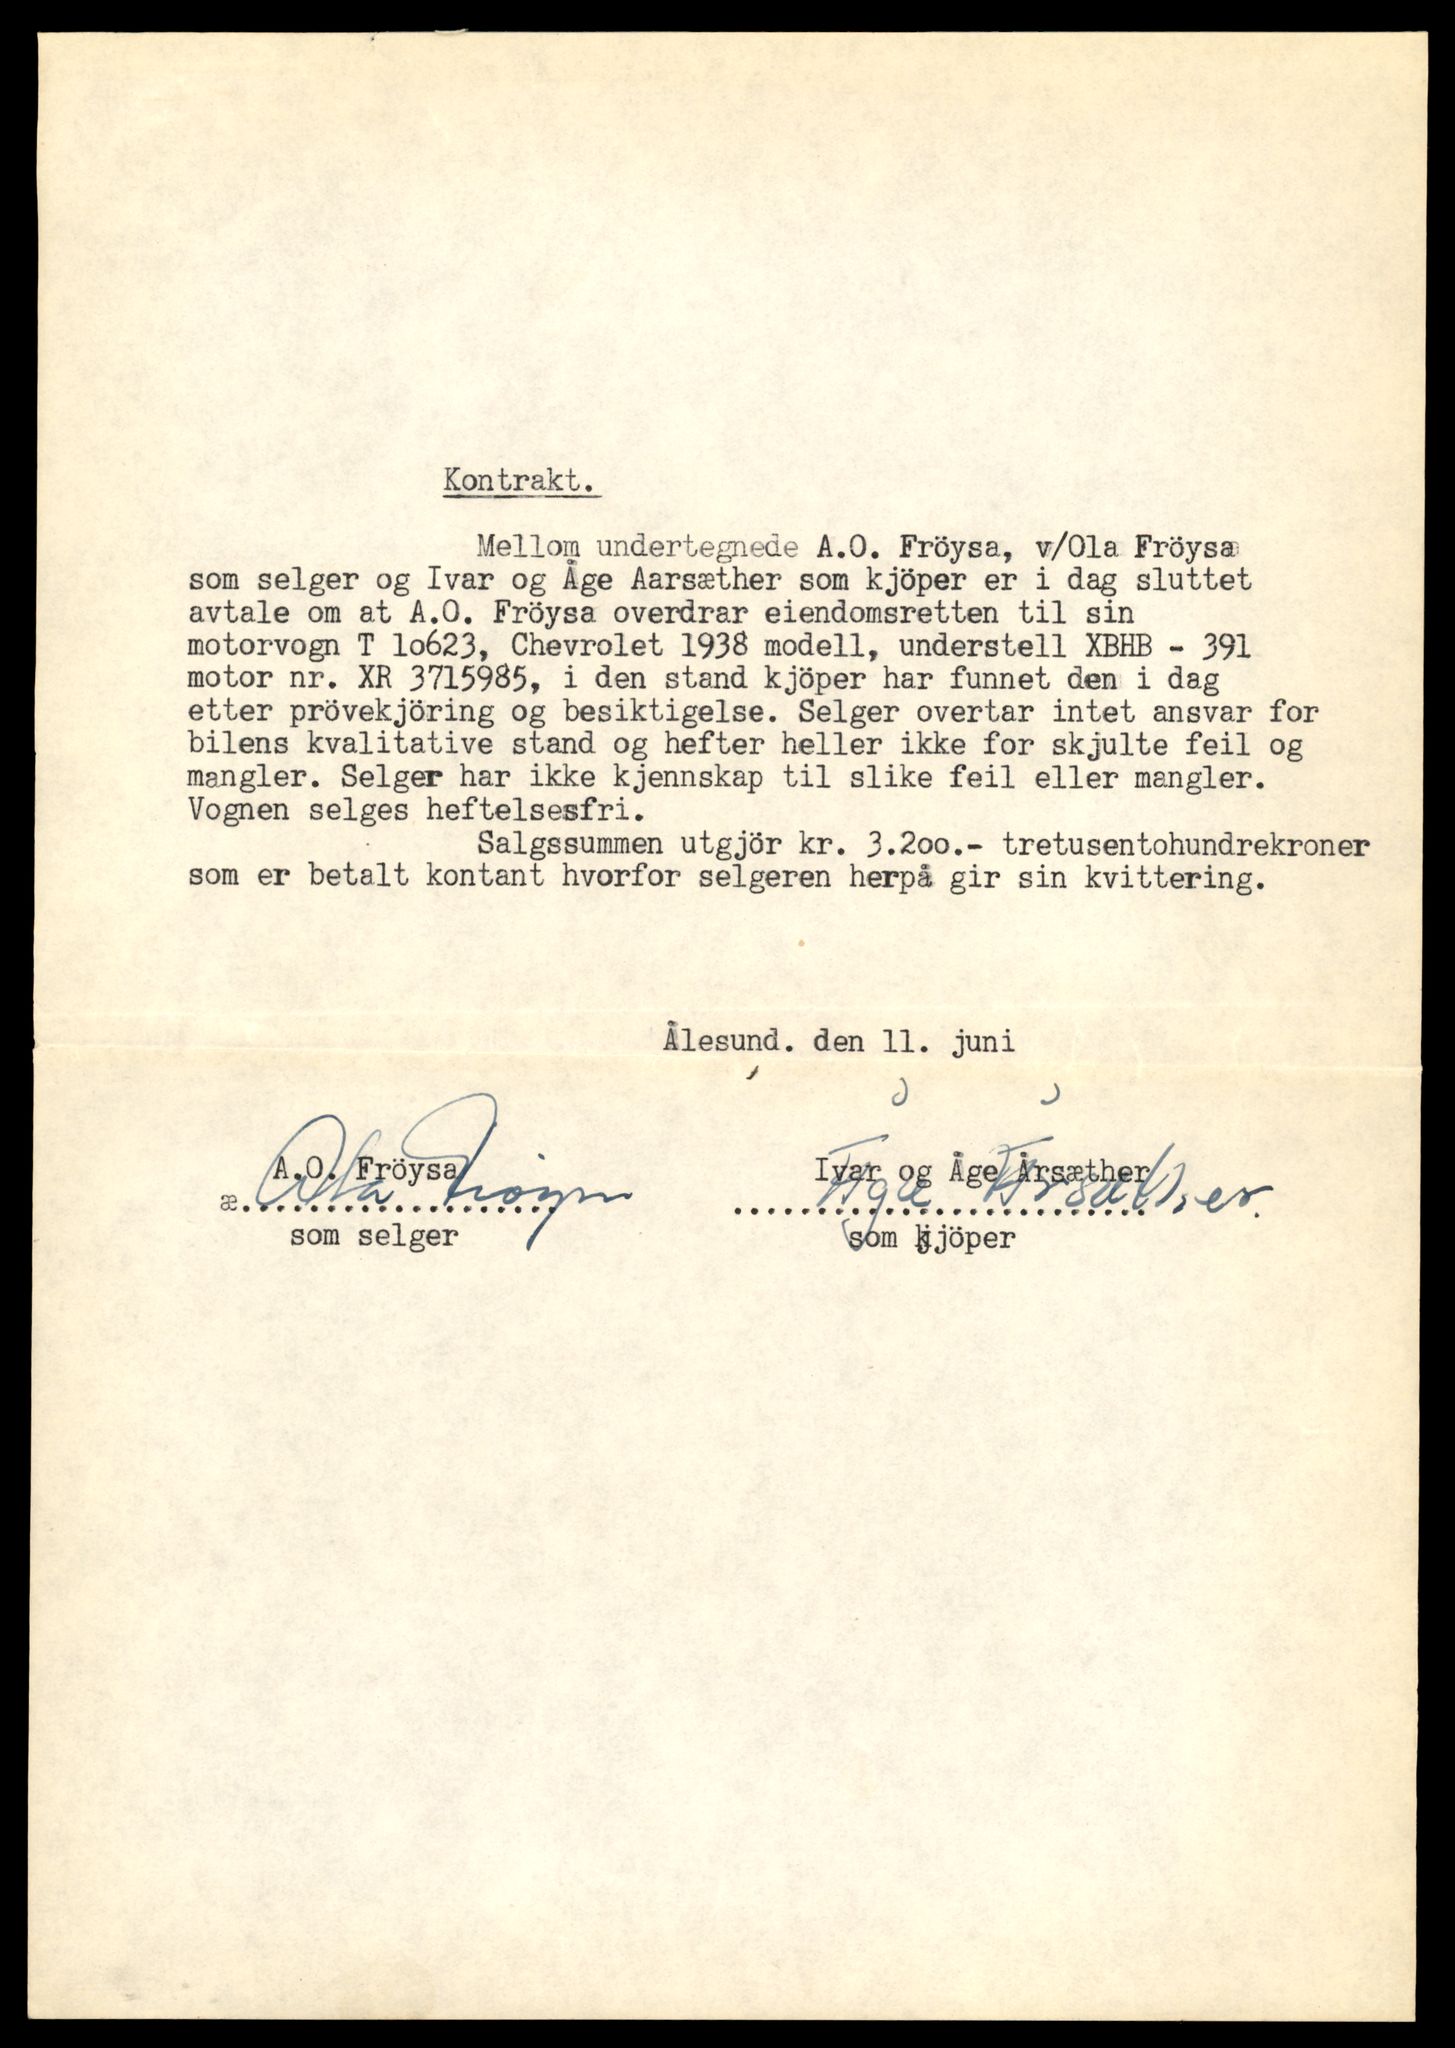 Kontrakt.
Mellom undertegnede A.O. Fröysa, v/Ola Fröysa
som selger og Ivar og Åge Aarsæther som kjöper er i dag sluttet
avtale om at A.O. Fröysa overdrar eiendomsretten til sin
motorvogn T lo623, Chevrolet 1938 modell, understell XBHB - 391
motor nr. XR 3715985, i den stand kjöper har funnet den i dag
etter prövekjöring og besiktigelse. Selger overtar intet ansvar for
bilens kvalitative stand og hefter heller ikke for skjulte feil og
mangler. Selger har ikke kjennskap til slike feil eller mangler.
Vognen selges heftelsesfri.
Salgssummen utgjör kr. 3.2oo.- tretusentohundrekroner
som er betalt kontant hvorfor selgeren herpå gir sin kvittering.
Ålesund. den 11. juni
A.O. Fröysa Ivar og Åge Årsæther
Ola Fröysa Åge Årsæther.
æ....................... ..............................
som selger som kjöper